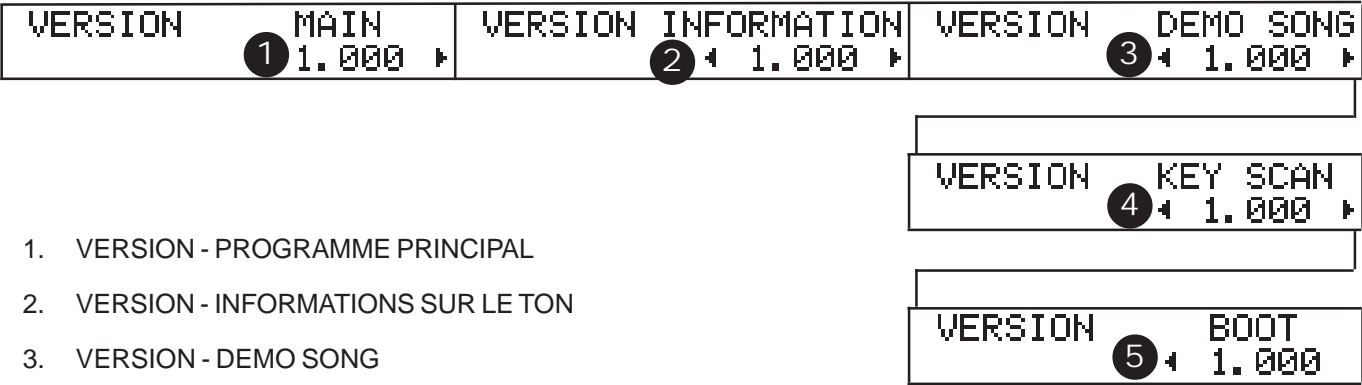 VERSION MAIN
1 1.000
VERSION INFORMATION
2 1.000
VERSION DEMO SONG
3 1.000
VERSION KEY SCAN
4 1.000
1. VERSION - PROGRAMME PRINCIPAL
2. VERSION - INFORMATIONS SUR LE TON
3. VERSION - DEMO SONG
VERSION BOOT
5 1.000